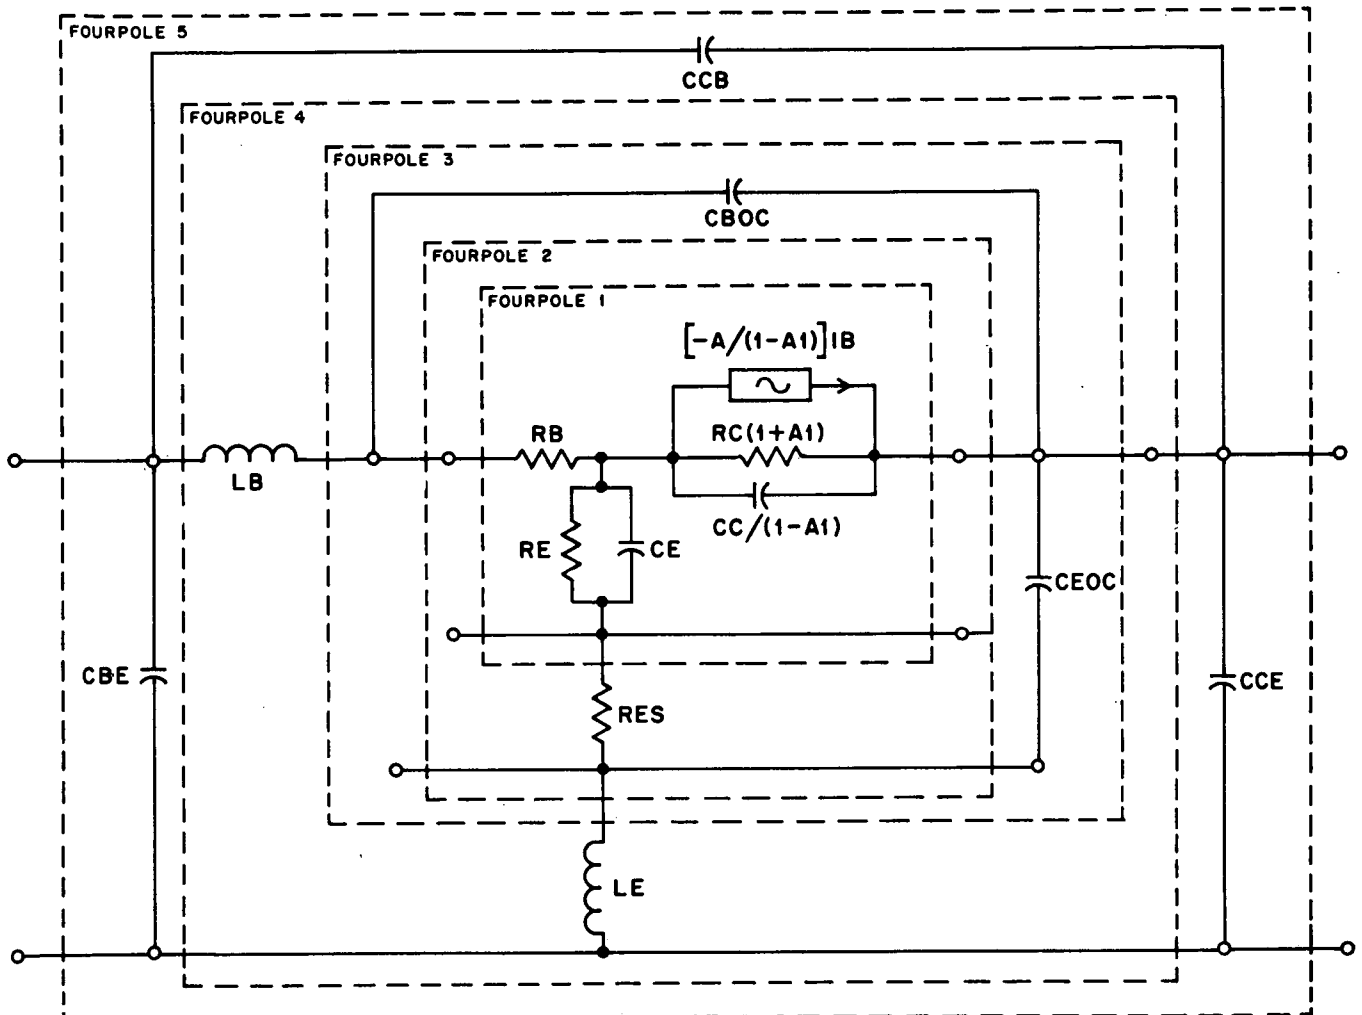 FOURPOLE 5
CCB
FOURPOLE 4
FOURPOLE 3
CBOC
FOURPOLE 2
FOURPOLE 1
[-A/(1-A1)]IB
RB
RC(1+A1)
LB
CC/(1-A1)
RE
CE
CEOC
CBE
CCE
RES
LE